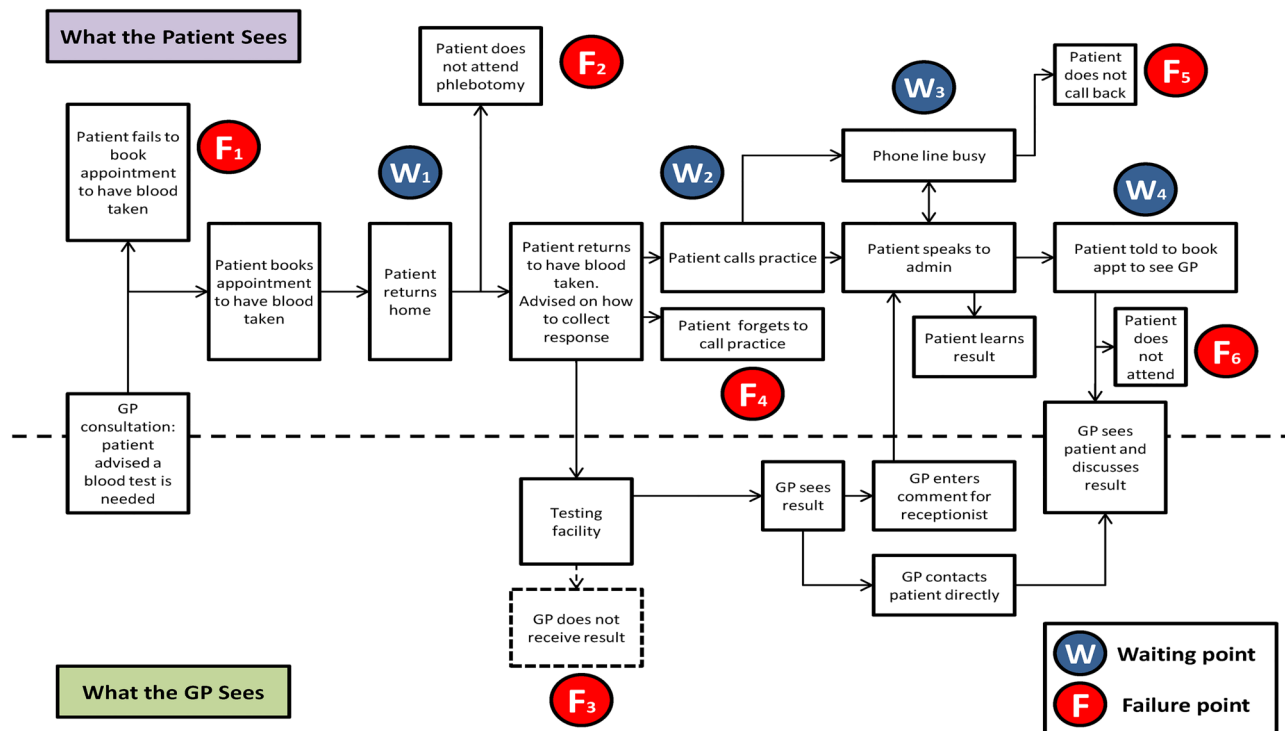 What the Patient Sees
Patient fails to
book
appointment
to have blood
taken
F1
Patient books
appointment
to have blood
taken
GP
consultation:
patient
advised a
blood test is
needed
W1
Patient
returns
home
Patient does
not attend
phlebotomy
F2
Patient returns
to have blood
taken.
Advised on how
to collect
response
W2
Patient calls practice
Patient forgets to
call practice
F4
W3
Phone line busy
Patient
does not
call back
F5
Patient speaks to
admin
Patient learns
result
W4
Patient told to book
appt to see GP
Patient
does not
attend
F6
Testing
facility
GP does not
receive result
F3
GP sees
result
GP enters
comment for
receptionist
GP contacts
patient directly
GP sees
patient and
discusses
result
What the GP Sees
W Waiting point
F Failure point